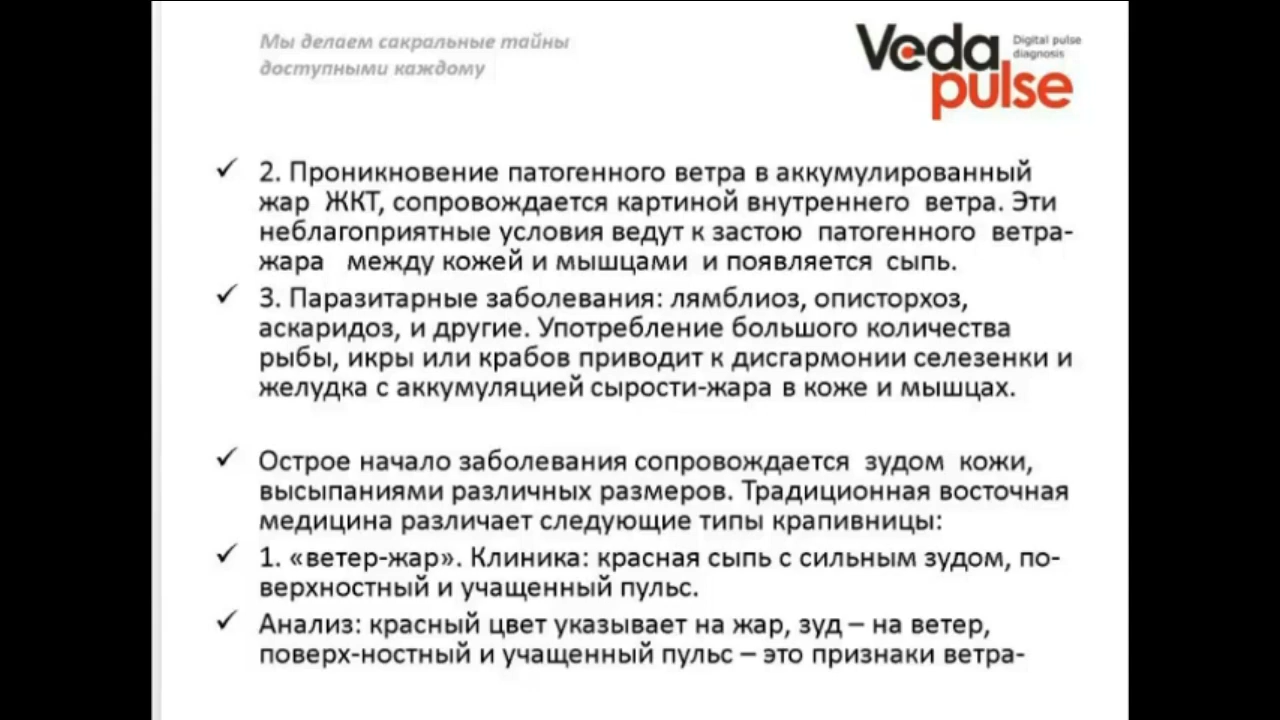 Мы делаем сакральные тайны
доступными каждому
Veda
pulse
Digital pulse
diagnosis
✓ 2. Проникновение патогенного ветра в аккумулированный
жар ЖКТ, сопровождается картиной внутреннего ветра. Эти
неблагоприятные условия ведут к застою патогенного ветра-
жара между кожей и мышцами и появляется сыпь.
✓ 3. Паразитарные заболевания: лямблиоз, описторхоз,
аскаридоз, и другие. Употребление большого количества
рыбы, икры или крабов приводит к дисгармонии селезенки и
желудка с аккумуляцией сырости-жара в коже и мышцах.
✓ Острое начало заболевания сопровождается зудом кожи,
высыпаниями различных размеров. Традиционная восточная
медицина различает следующие типы крапивницы:
✓ 1. «ветер-жар». Клиника: красная сыпь с сильным зудом, по-
верхностный и учащенный пульс.
✓ Анализ: красный цвет указывает на жар, зуд – на ветер,
поверх-ностный и учащенный пульс – это признаки ветра-